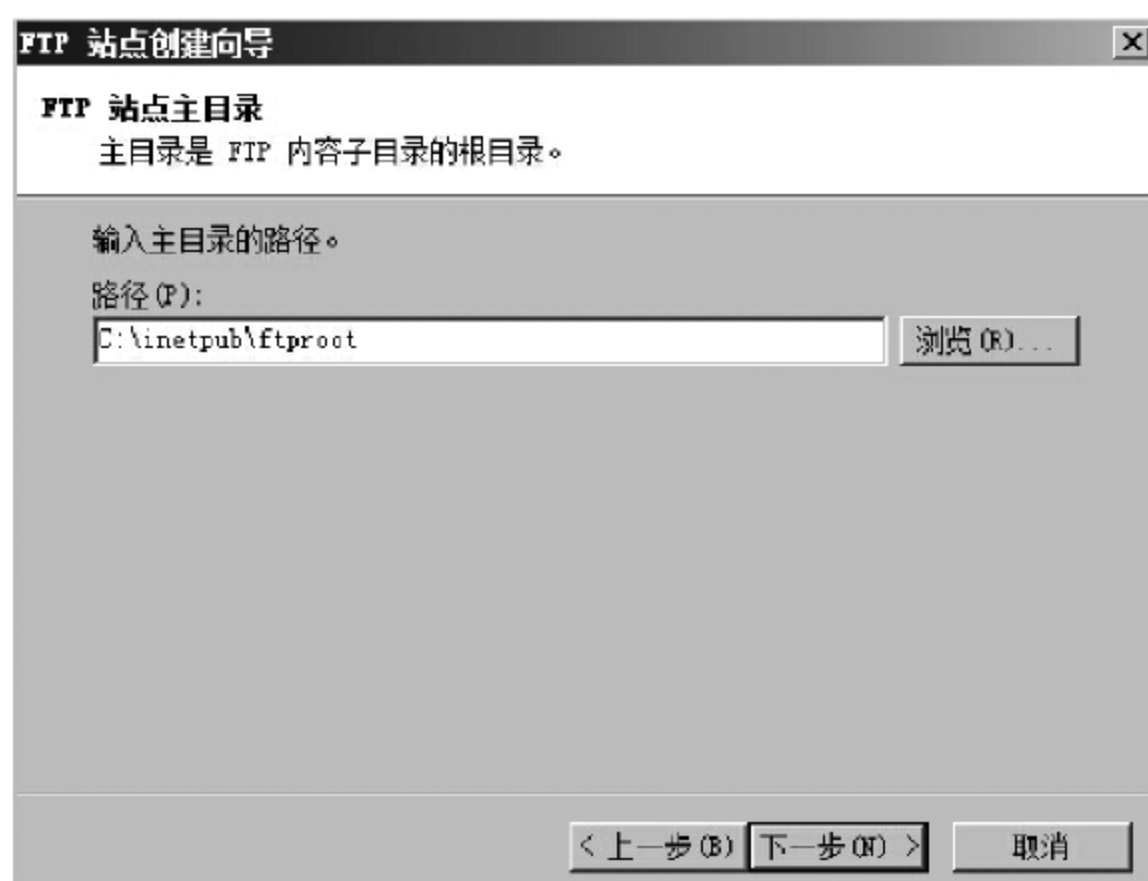 FTP 站点创建向导
FTP 站点主目录
主目录是 FTP 内容子目录的根目录。
输入主目录的路径。
路径(P):
C:\inetpub\ftproot
浏览(R)...
< 上一步(B) 下一步(N) > 取消